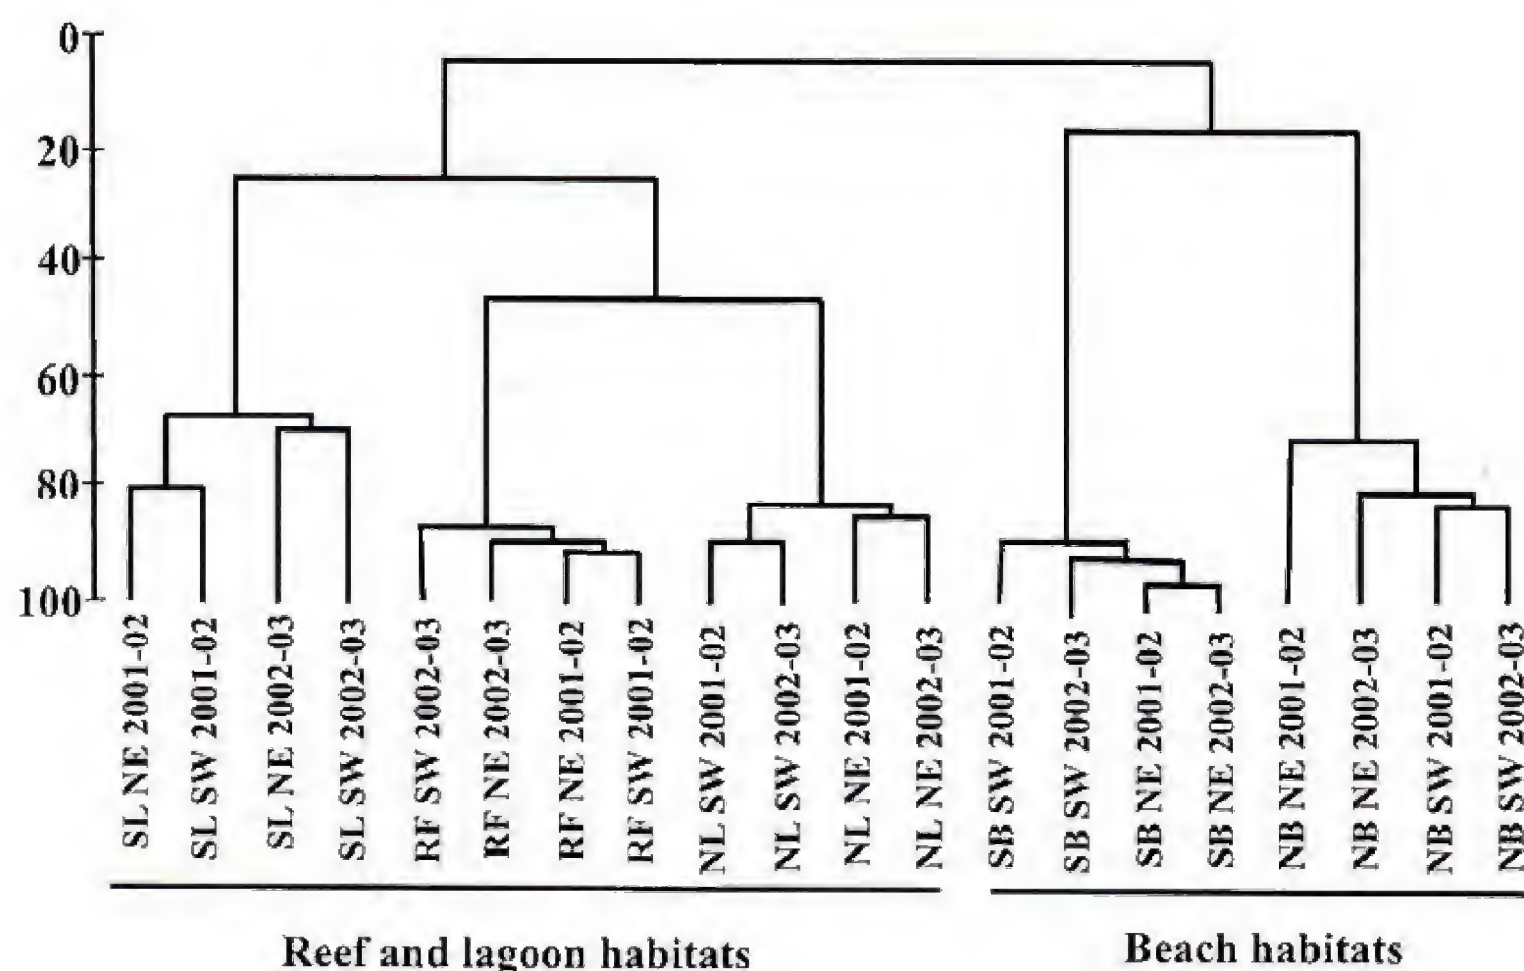 0
20
40
60
80
100
SL NE 2001-02
SL SW 2001-02
SL NE 2002-03
SL SW 2002-03
RF SW 2002-03
RF NE 2002-03
RF NE 2001-02
RF SW 2001-02
NL SW 2001-02
NL SW 2002-03
NL NE 2001-02
NL NE 2002-03
SB SW 2001-02
SB SW 2002-03
SB NE 2001-02
SB NE 2002-03
NB NE 2001-02
NB NE 2002-03
NB SW 2001-02
NB SW 2002-03
Reef and lagoon habitats
Beach habitats